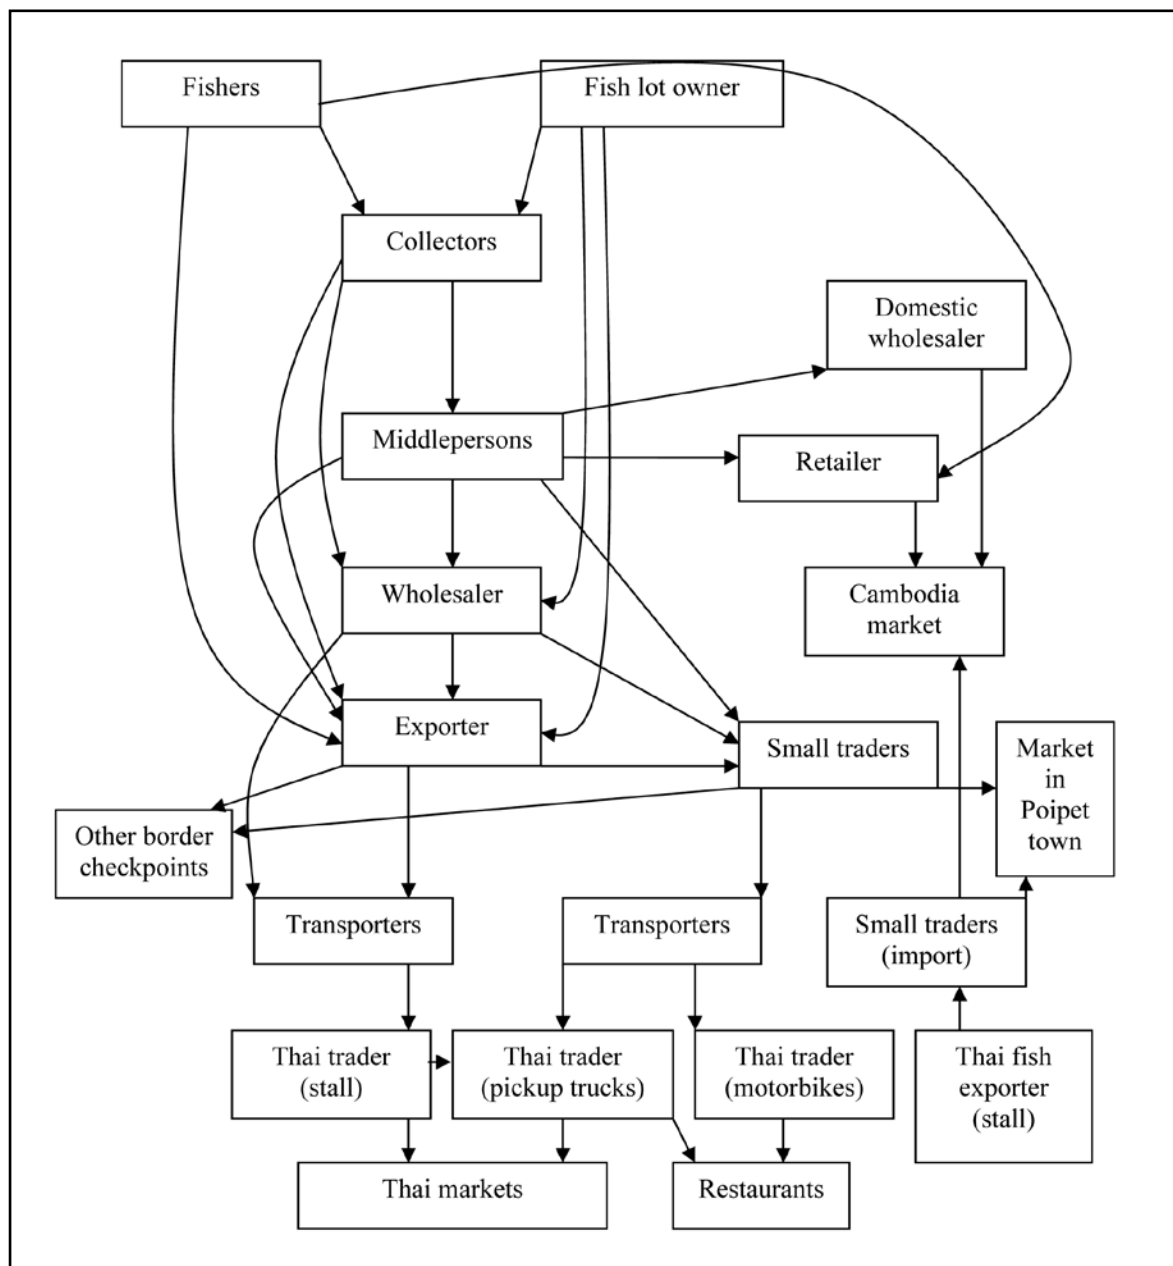 Fishers
Fish lot owner
Collectors
Domestic
wholesaler
Middlepersons
Retailer
Wholesaler
Cambodia
market
Exporter
Small traders
Market
in
Poipet
town
Other border
checkpoints
Transporters
Transporters
Small traders
(import)
Thai trader
(stall)
Thai trader
(pickup trucks)
Thai trader
(motorbikes)
Thai fish
exporter
(stall)
Thai markets
Restaurants